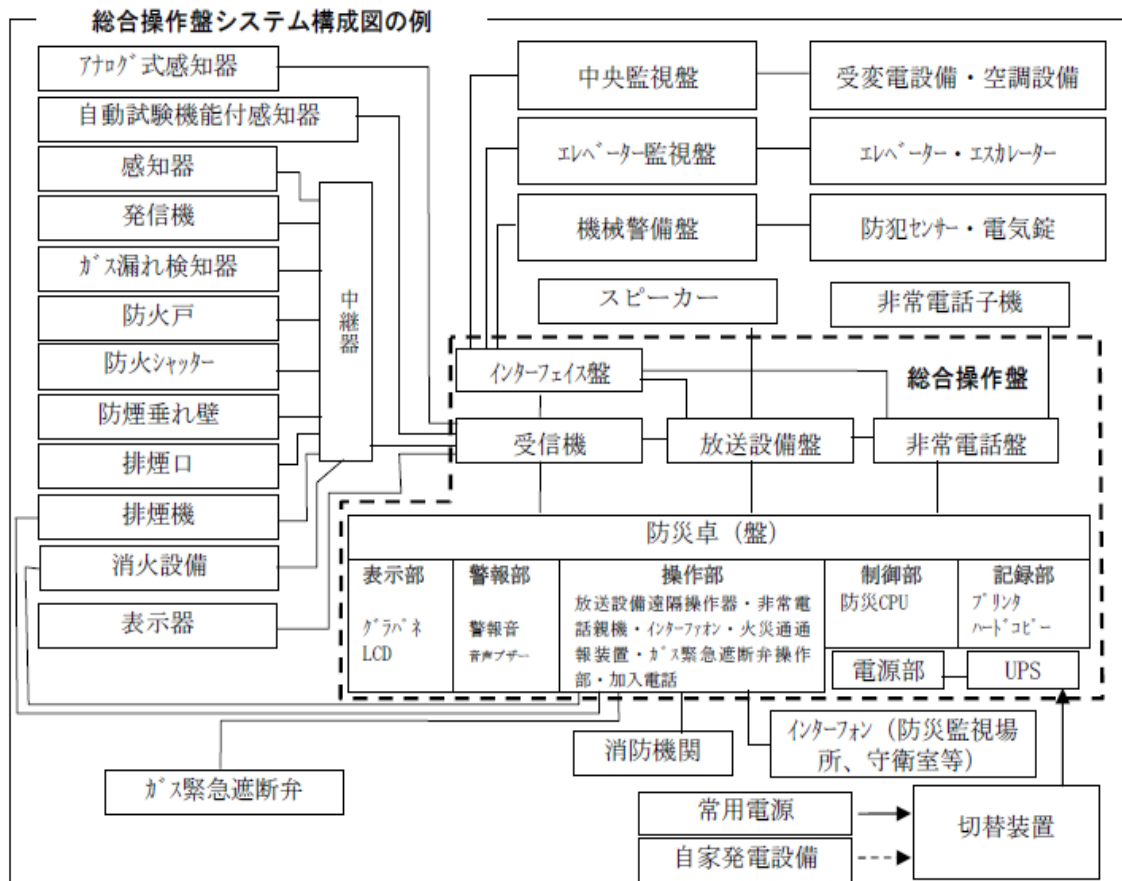 総合操作盤システム構成図の例
ｱﾅﾛｸﾞ式感知器
自動試験機能付感知器
感知器
発信機
ｶﾞｽ漏れ検知器
防火戸
防火ｼｬｯﾀｰ
防煙垂れ壁
排煙口
排煙機
消火設備
表示器
中継器
中央監視盤
受変電設備・空調設備
ｴﾚﾍﾞｰﾀｰ監視盤
ｴﾚﾍﾞｰﾀｰ・ｴｽｶﾚｰﾀｰ
機械警備盤
防犯ｾﾝｻｰ・電気錠
スピーカー
非常電話子機
ｲﾝﾀｰﾌｪｲｽ盤
総合操作盤
受信機
放送設備盤
非常電話盤
防災卓（盤）
表示部
ｸﾞﾗﾊﾟﾈ
LCD
警報部
警報音
音声ﾌﾞｻﾞｰ
操作部
放送設備遠隔操作器・非常電
話親機・ｲﾝﾀｰﾌｧｵﾝ・火災通通
報装置・ｶﾞｽ緊急遮断弁操作
部・加入電話
制御部
防災CPU
記録部
ﾌﾟﾘﾝﾀ
ﾊｰﾄﾞｺﾋﾟｰ
電源部
UPS
消防機関
ｲﾝﾀｰﾌｫﾝ（防災監視場
所、守衛室等）
ｶﾞｽ緊急遮断弁
常用電源
自家発電設備
切替装置